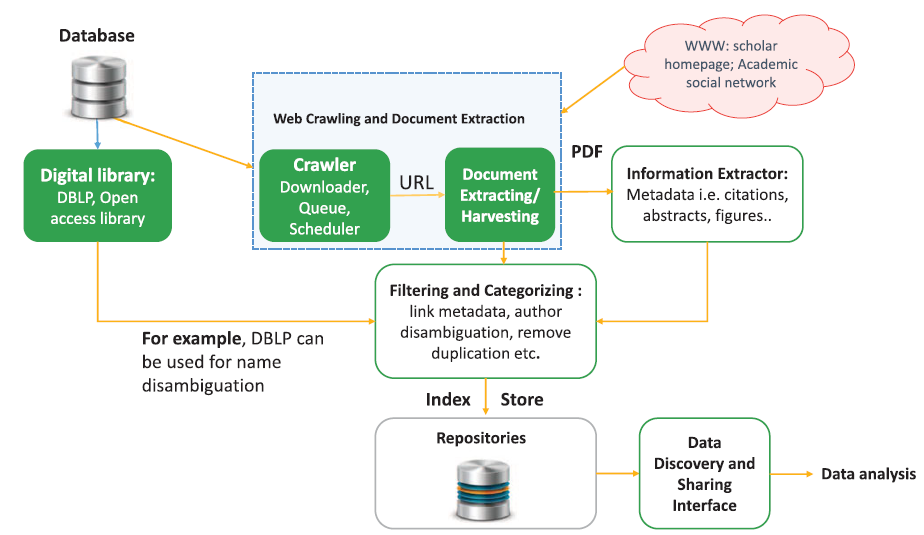 Database
WWW: scholar
homepage; Academic
social network
Web Crawling and Document Extraction
Digital library:
DBLP, Open
access library
Crawler
Downloader,
Queue,
Scheduler
URL
Document
Extracting/
Harvesting
PDF
Information Extractor:
Metadata i.e. citations,
abstracts, figures..
Filtering and Categorizing :
link metadata, author
disambiguation, remove
duplication etc.
For example, DBLP can
be used for name
disambiguation
Index Store
Repositories
Data
Discovery and
Sharing
Interface
Data analysis